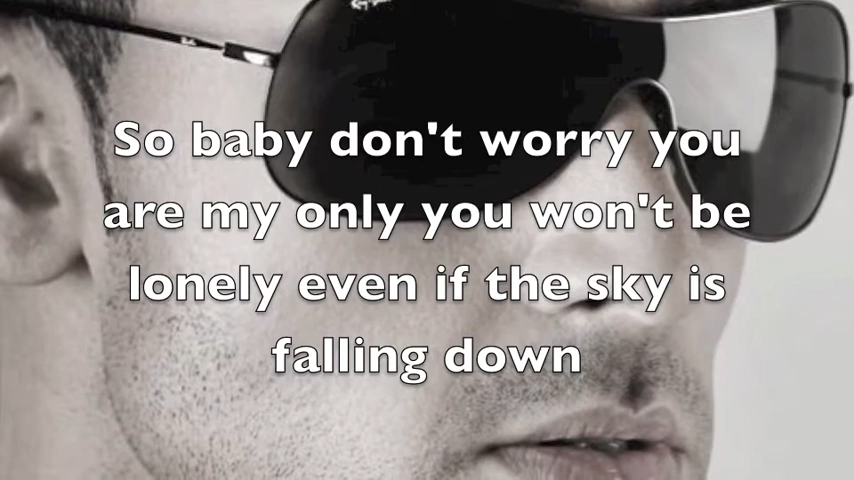 So baby don't worry you
are my only you won't be
lonely even if the sky is
falling down